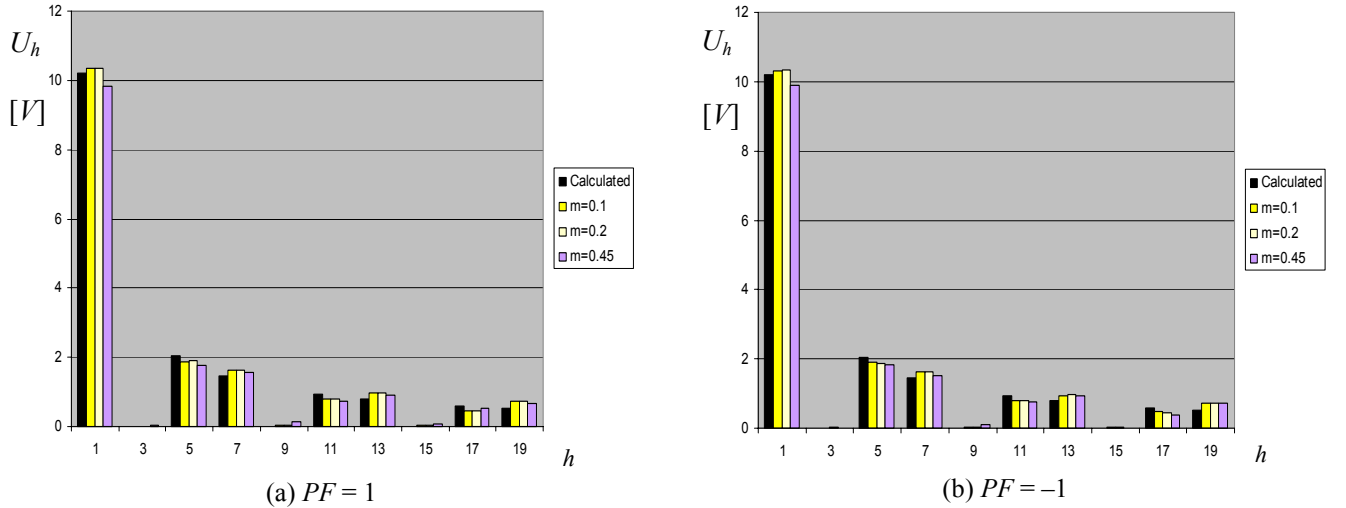 12
U_h
10
[V]
8
6
4
2
0
1 3 5 7 9 11 13 15 17 19
h
Calculated
m=0.1
m=0.2
m=0.45
(a) PF = 1
12
U_h
10
[V]
8
6
4
2
0
1 3 5 7 9 11 13 15 17 19
h
Calculated
m=0.1
m=0.2
m=0.45
(b) PF = –1